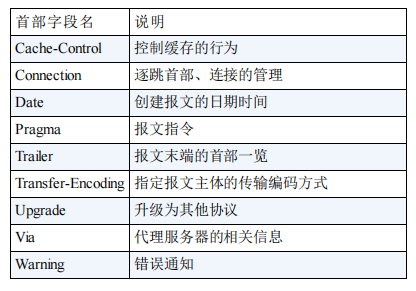 首部字段名 说明
Cache-Control 控制缓存的行为
Connection 逐跳首部、连接的管理
Date 创建报文的日期时间
Pragma 报文指令
Trailer 报文末端的首部一览
Transfer-Encoding 指定报文主体的传输编码方式
Upgrade 升级为其他协议
Via 代理服务器的相关信息
Warning 错误通知